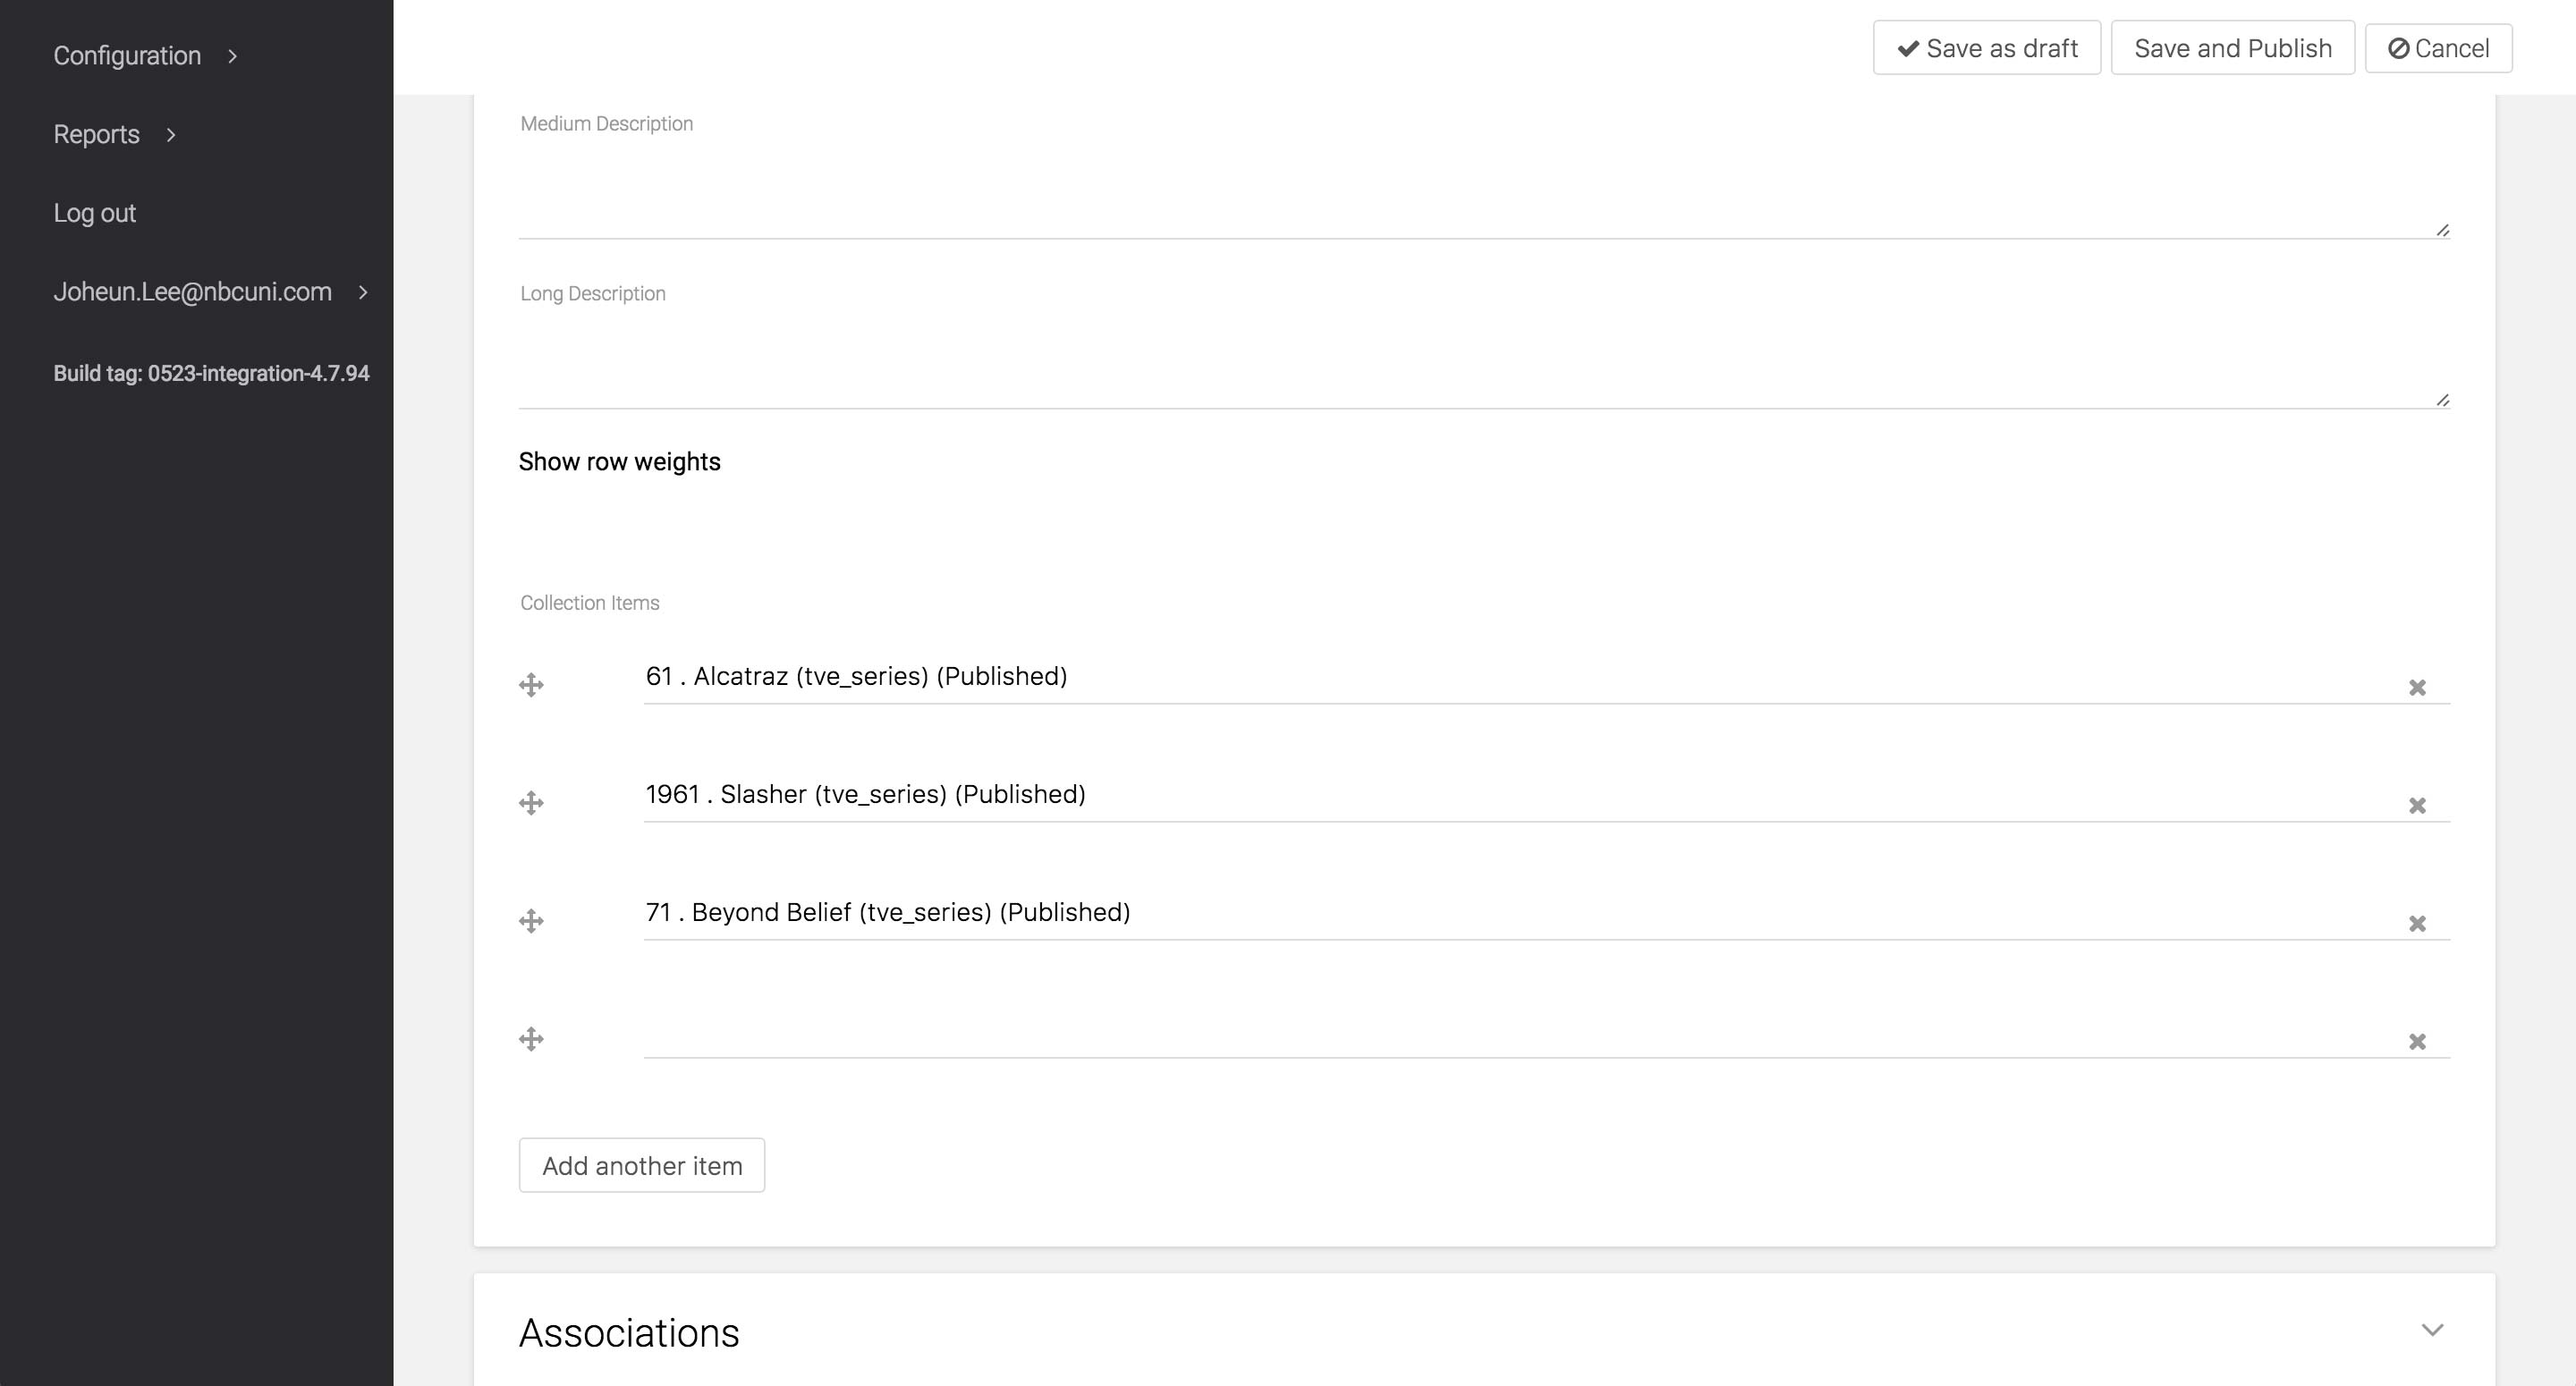 Configuration
Reports
Log out
Joheun.Lee@nbcuni.com
Build tag: 0523-integration-4.7.94
Save as draft
Save and Publish
Cancel
Medium Description
Long Description
Show row weights
Collection Items
61 . Alcatraz (tve_series) (Published)
1961 . Slasher (tve_series) (Published)
71 . Beyond Belief (tve_series) (Published)
Add another item
Associations